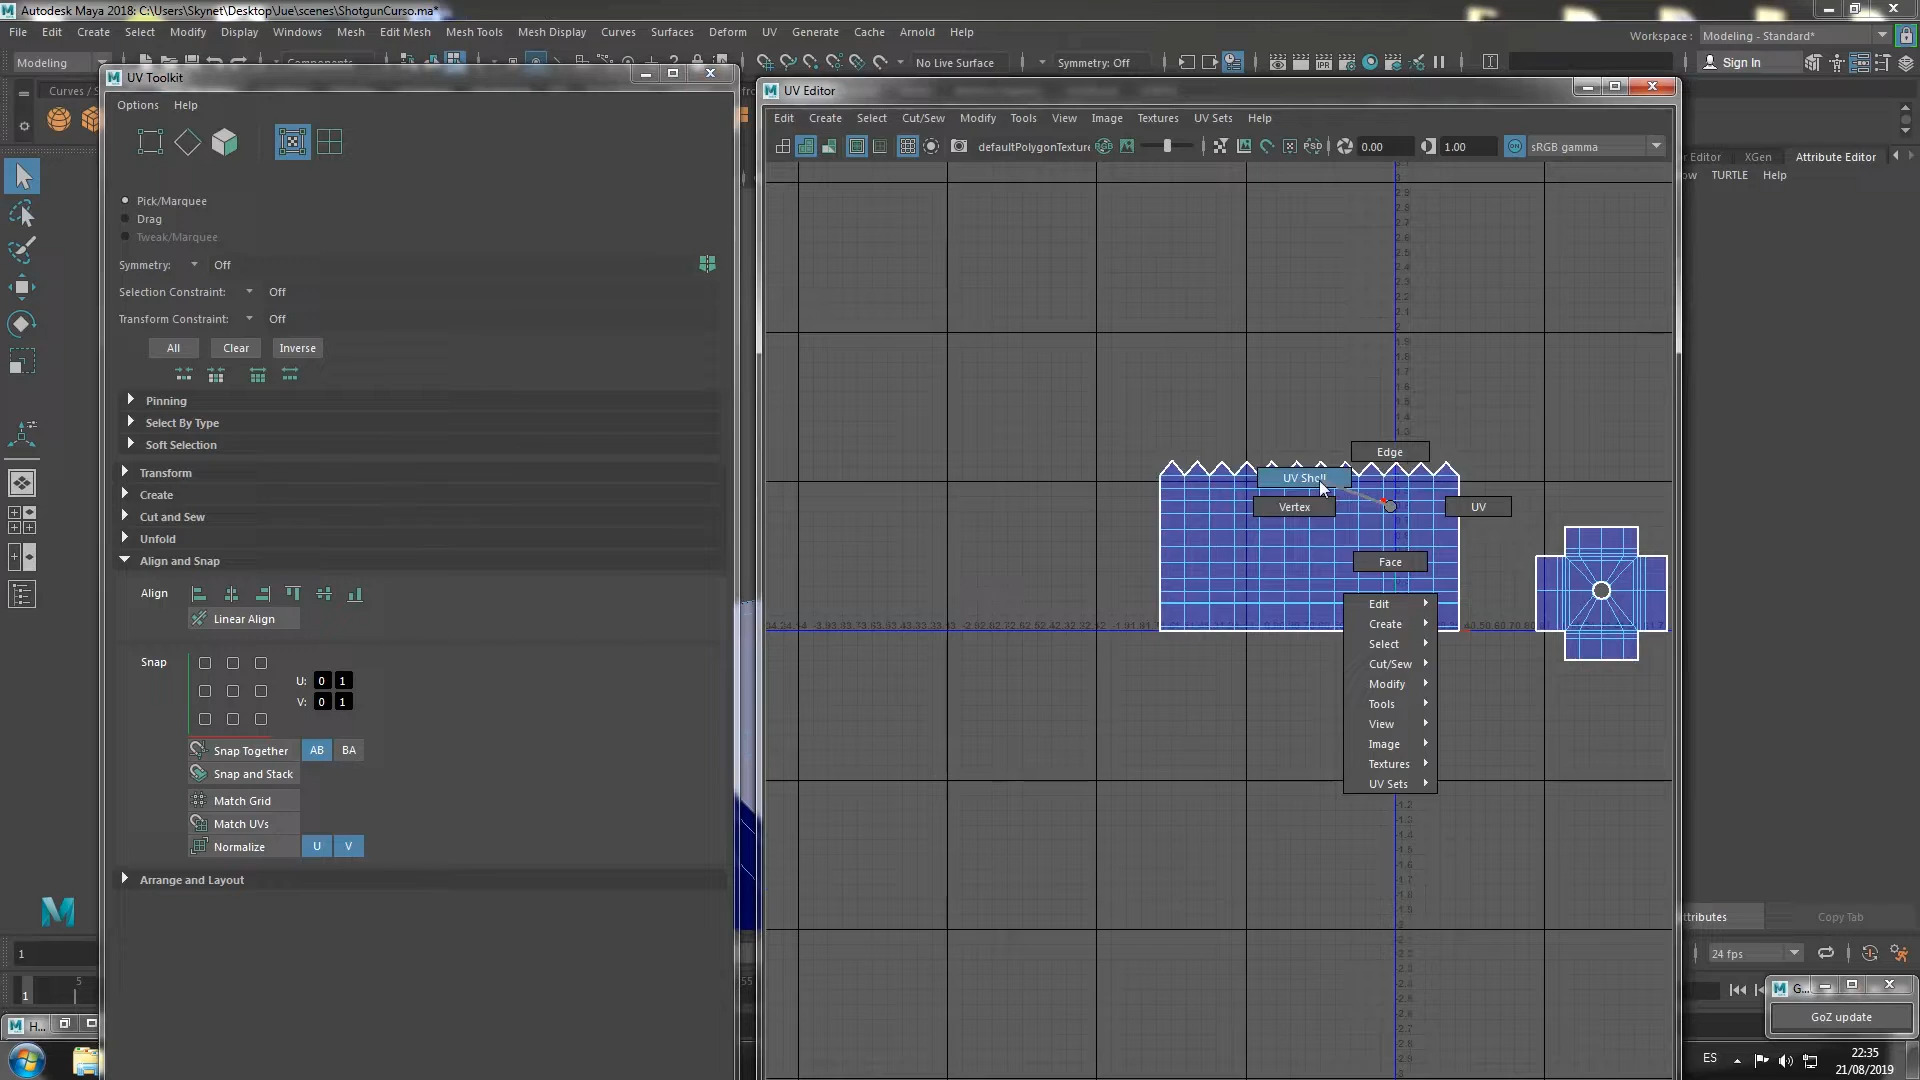 Autodesk Maya 2018: C:\Users\Skynet\Desktop\Jue\scenes\ShotgunCurso.ma*
File Edit Create Select Modify Display Windows Mesh Edit Mesh Mesh Tools Mesh Display Curves Surfaces Deform UV Generate Cache Arnold Help
Workspace : Modeling - Standard*
Modeling
No Live Surface
Symmetry: Off
Sign In
UV Toolkit
Options Help
Curves / S
Pick/Marquee
Drag
Tweak/Marquee
Symmetry: Off
Selection Constraint: Off
Transform Constraint: Off
All Clear Inverse
Pinning
Select By Type
Soft Selection
Transform
Create
Cut and Sew
Unfold
Align and Snap
Align
Linear Align
Snap
U: 0 1
V: 0 1
Snap Together AB BA
Snap and Stack
Match Grid
Match UVs
Normalize U V
Arrange and Layout
UV Editor
Edit Create Select Cut/Sew Modify Tools View Image Textures UV Sets Help
defaultPolygonTexture
0.00
1.00
ON
sRGB gamma
Edge
UV Shell
Vertex
UV
Face
Edit
Create
Select
Cut/Sew
Modify
Tools
View
Image
Textures
UV Sets
Editor XGen Attribute Editor
TURTLE Help
Copy Tab
24 fps
G...
GoZ update
1
5
1
H...
ES
22:35
21/08/2019